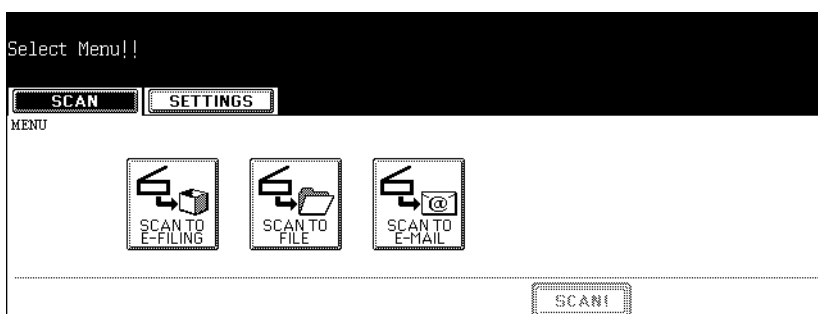 Select Menu!!
SCAN
SETTINGS
MENU
SCAN TO
E-FILING
SCAN TO
FILE
@
SCAN TO
E-MAIL
SCAN!